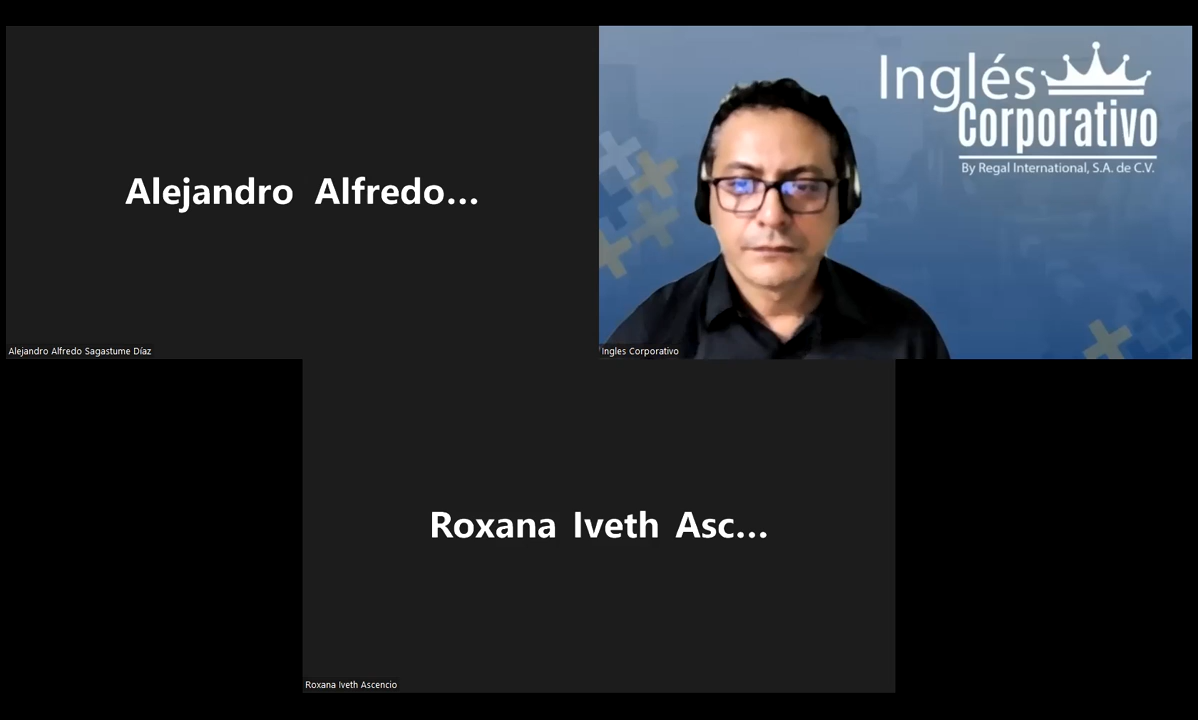 Alejandro Alfredo...
Alejandro Alfredo Sagastume Díaz
Inglés
Corporativo
By Regal International, S.A. de C.V.
Ingles Corporativo
Roxana Iveth Asc...
Roxana Iveth Ascencio